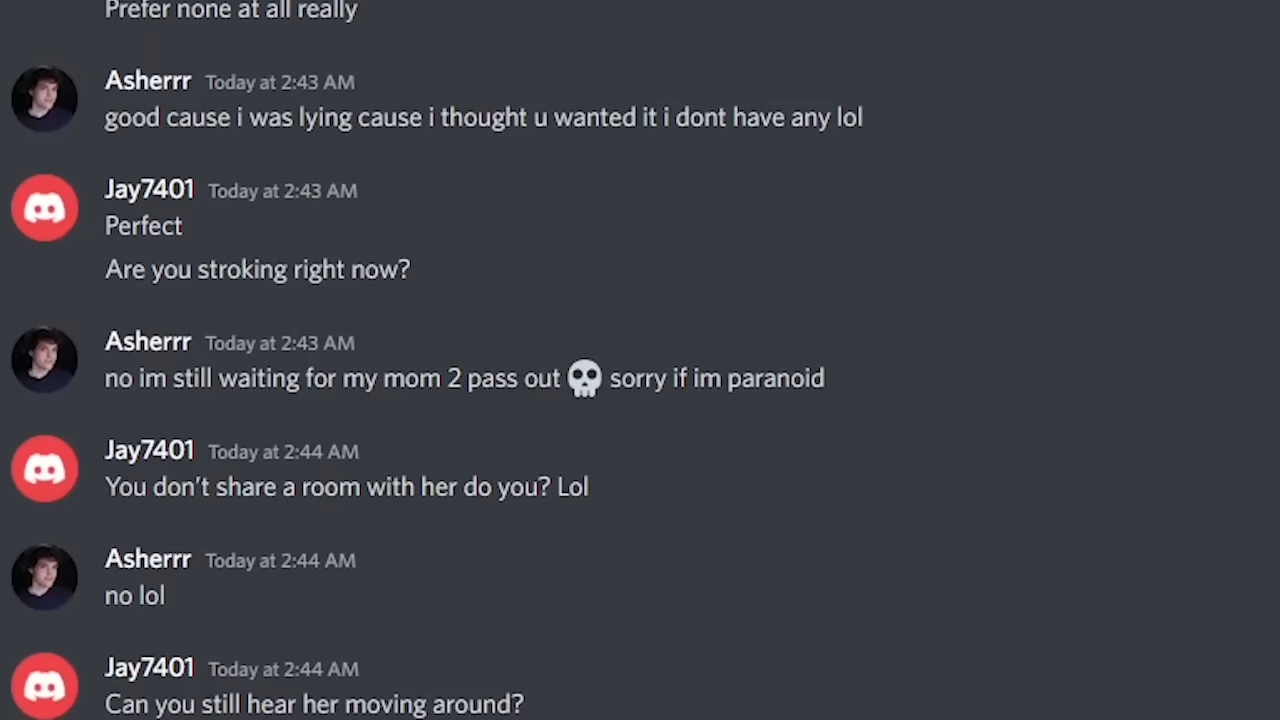 Prefer none at all really
Asherrr Today at 2:43 AM
good cause i was lying cause i thought u wanted it i dont have any lol
Jay7401 Today at 2:43 AM
Perfect
Are you stroking right now?
Asherrr Today at 2:43 AM
no im still waiting for my mom 2 pass out 💀 sorry if im paranoid
Jay7401 Today at 2:44 AM
You don't share a room with her do you? Lol
Asherrr Today at 2:44 AM
no lol
Jay7401 Today at 2:44 AM
Can you still hear her moving around?